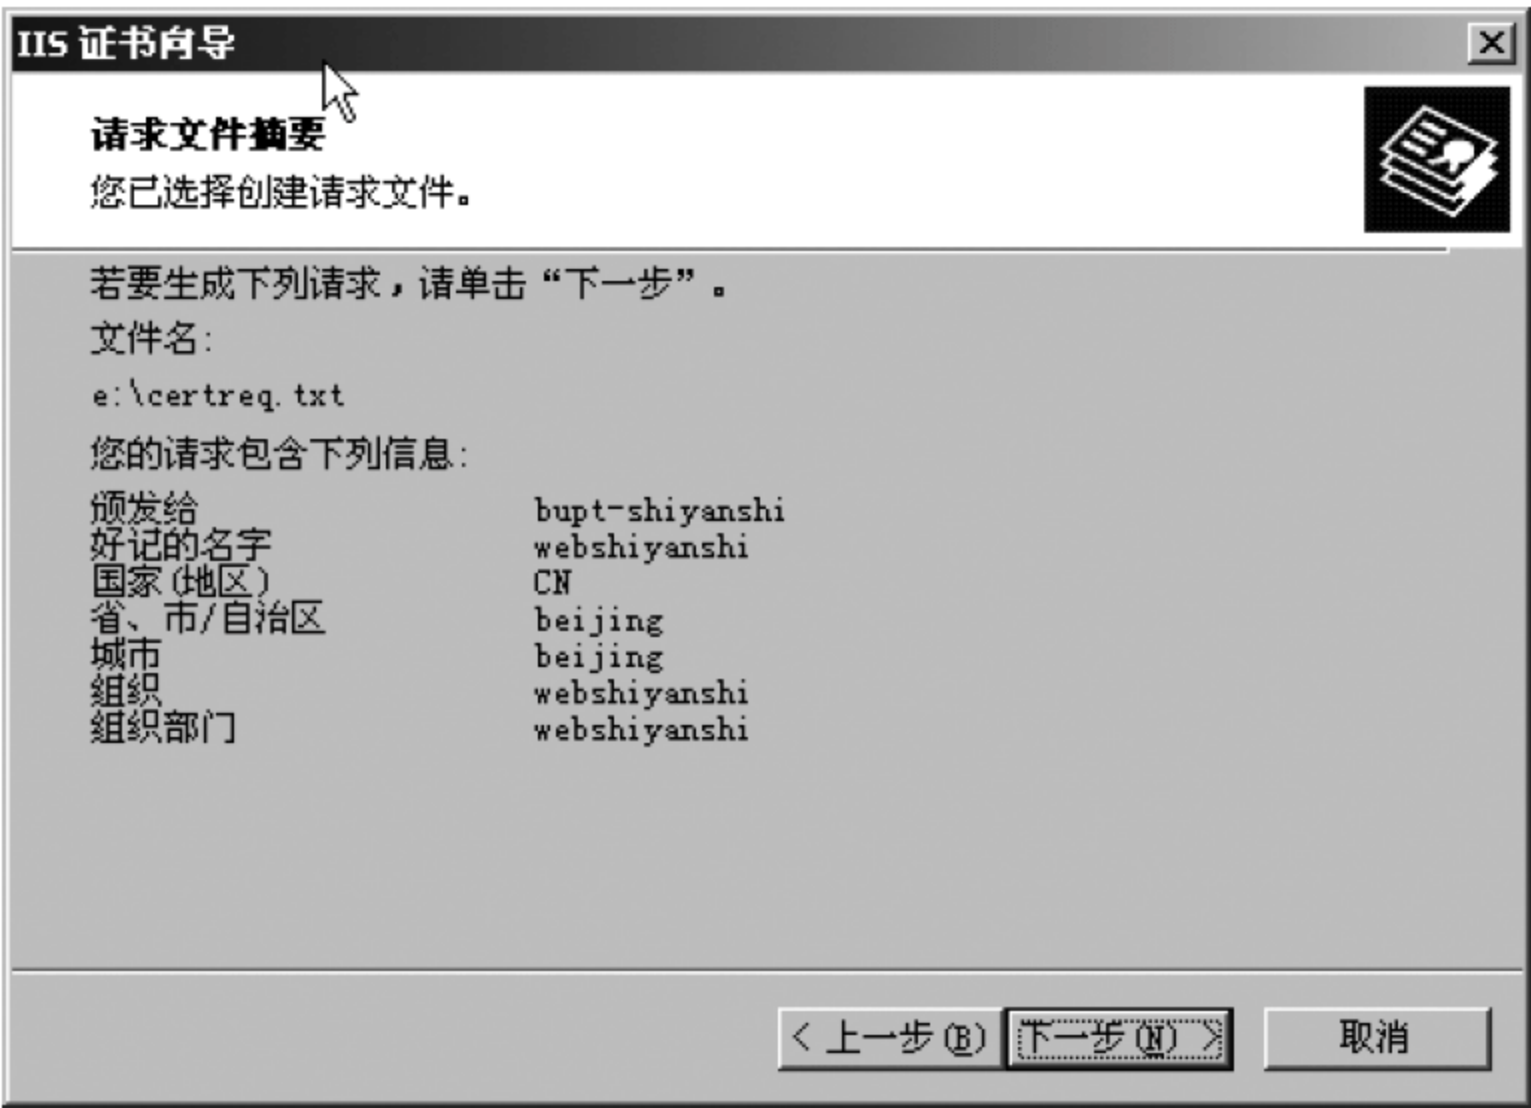 IIS 证书向导
请求文件摘要
您已选择创建请求文件。
若要生成下列请求，请单击“下一步”。
文件名:
e:\certreq.txt
您的请求包含下列信息:
颁发给 bupt-shiyanshi
好记的名字 webshiyanshi
国家(地区) CN
省、市/自治区 beijing
城市 beijing
组织 webshiyanshi
组织部门 webshiyanshi
< 上一步(B) 下一步(N) > 取消